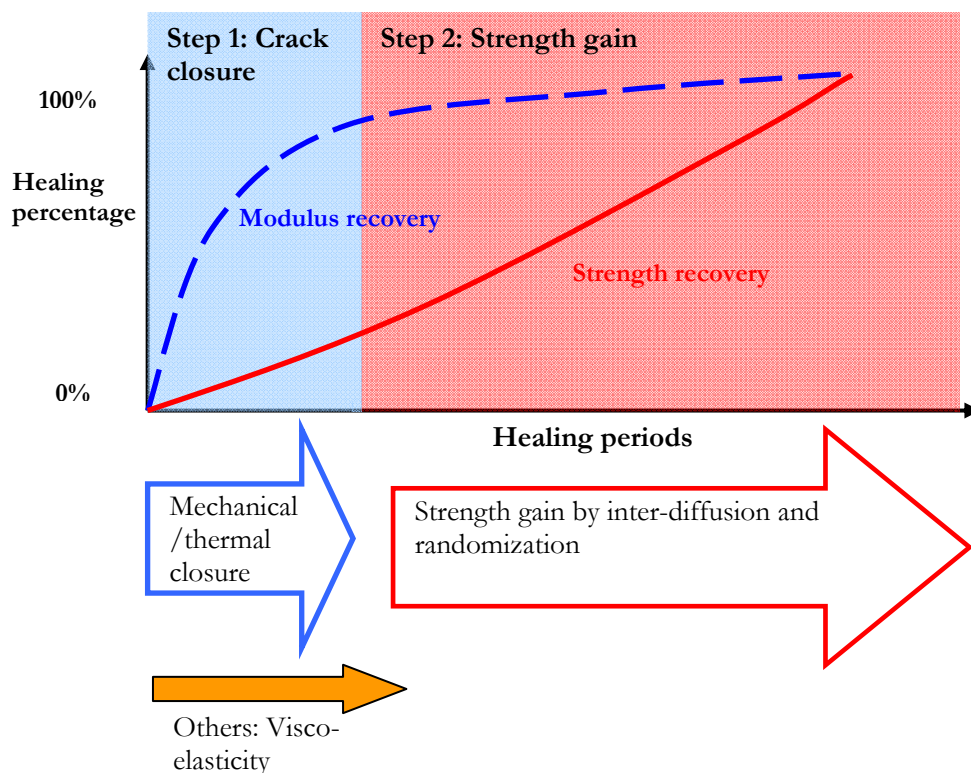 Step 1: Crack
closure
Step 2: Strength gain
100%
Healing
percentage
Modulus recovery
Strength recovery
0%
Healing periods
Mechanical
/thermal
closure
Strength gain by inter-diffusion and
randomization
Others: Visco-
elasticity